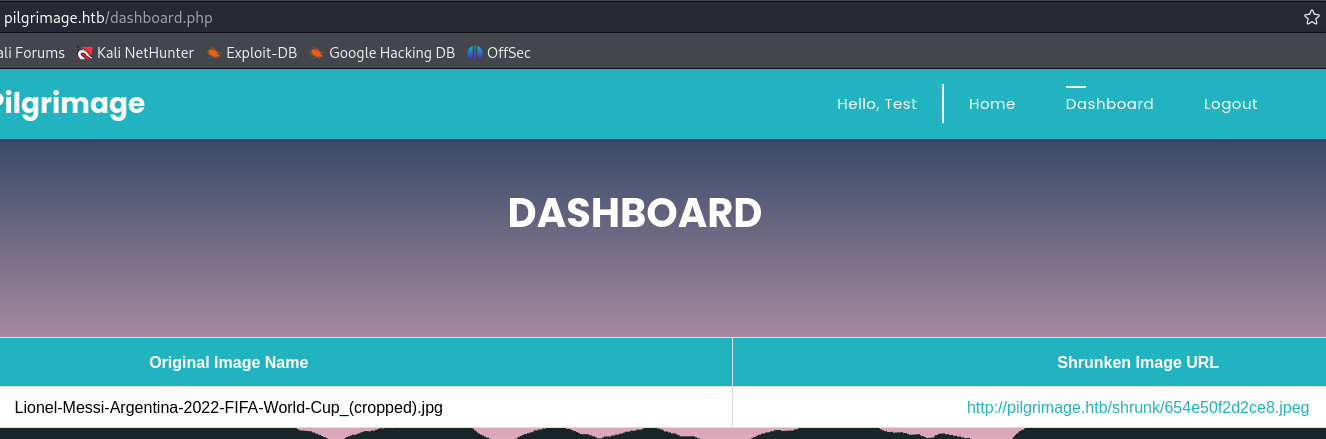 pilgrimage.htb/dashboard.php
ali Forums Kali NetHunter Exploit-DB Google Hacking DB OffSec
Pilgrimage Hello, Test Home Dashboard Logout
DASHBOARD
Original Image Name Shrunken Image URL
Lionel-Messi-Argentina-2022-FIFA-World-Cup_(cropped).jpg http://pilgrimage.htb/shrunk/654e50f2d2ce8.jpeg